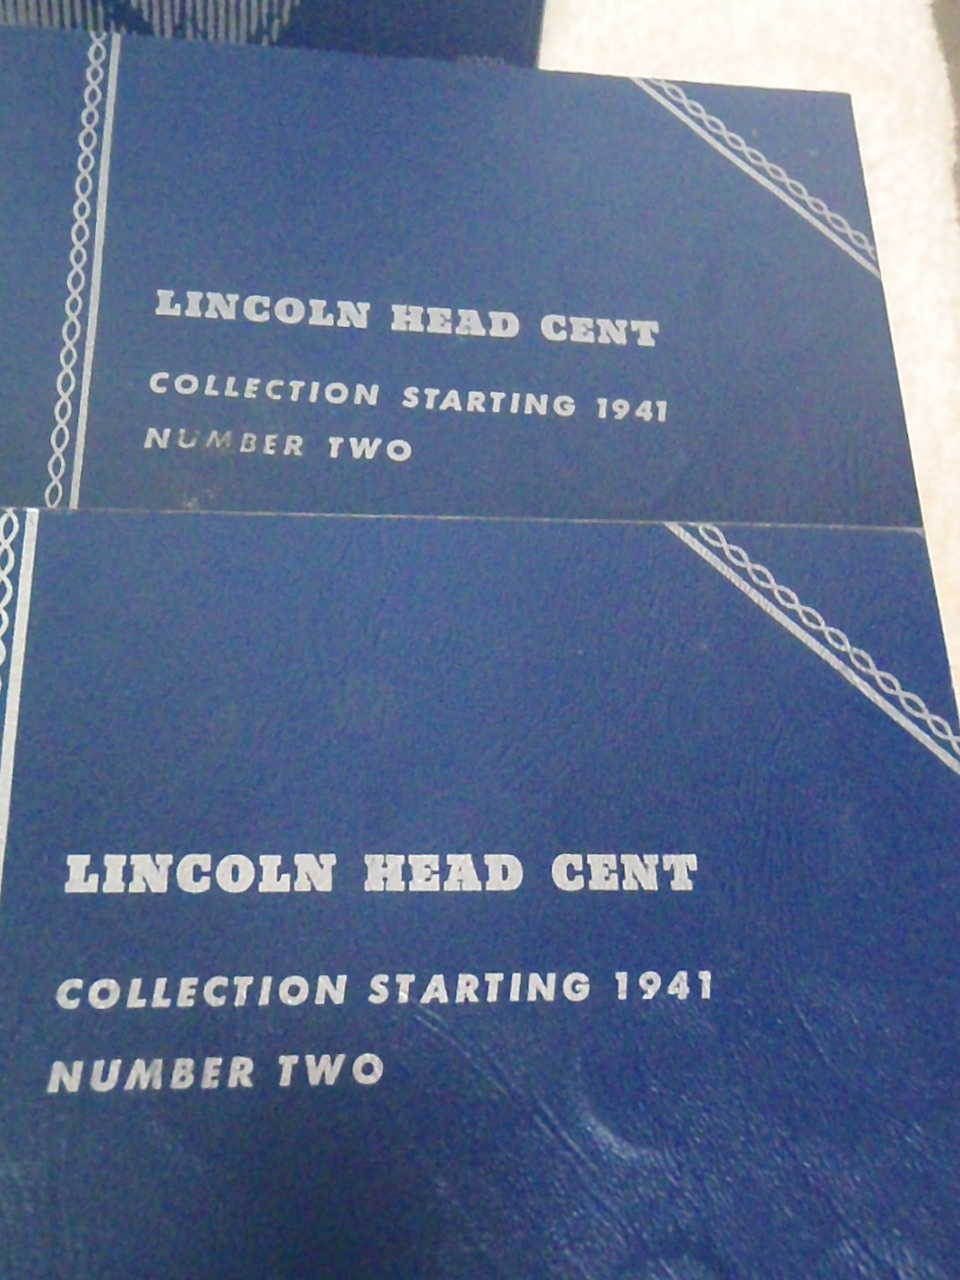 LINCOLN HEAD CENT
COLLECTION STARTING 1941
NUMBER TWO
LINCOLN HEAD CENT
COLLECTION STARTING 1941
NUMBER TWO